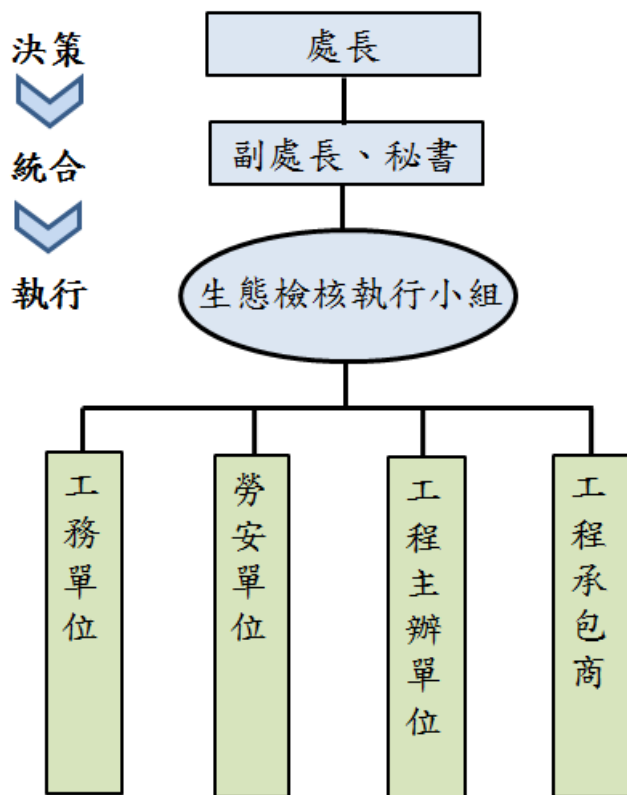 決策
處長
統合
副處長、秘書
執行
生態檢核執行小組
工務單位
勞安單位
工程主辦單位
工程承包商